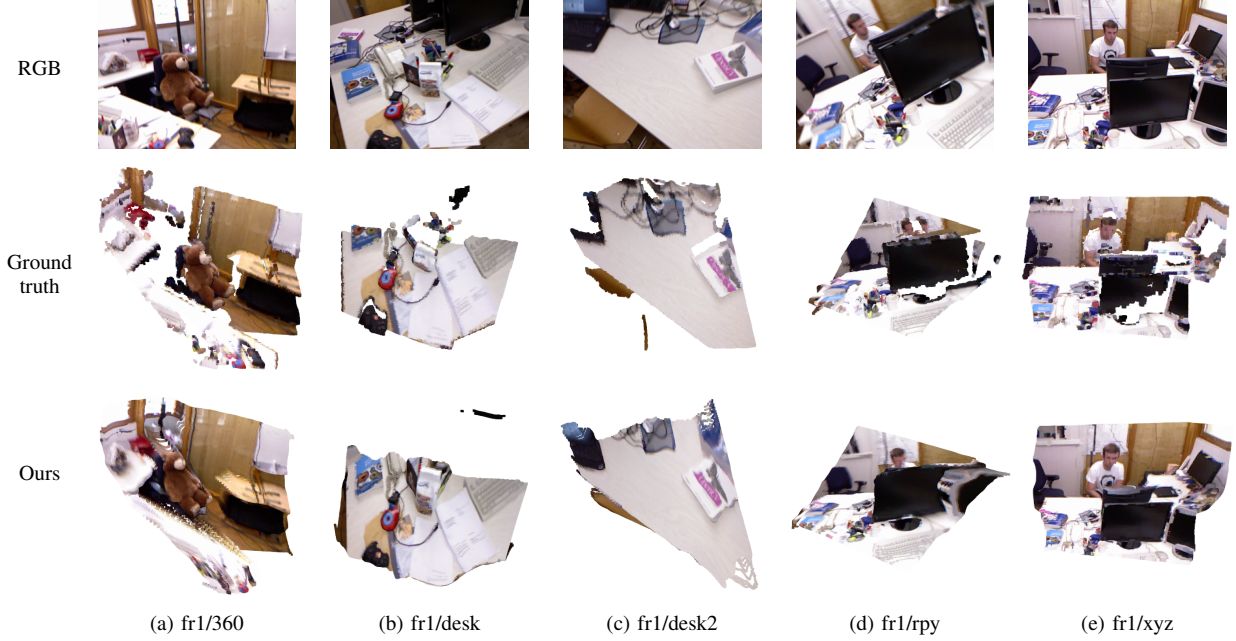 RGB
Ground
truth
Ours
(a) fr1/360
(b) fr1/desk
(c) fr1/desk2
(d) fr1/rpy
(e) fr1/xyz